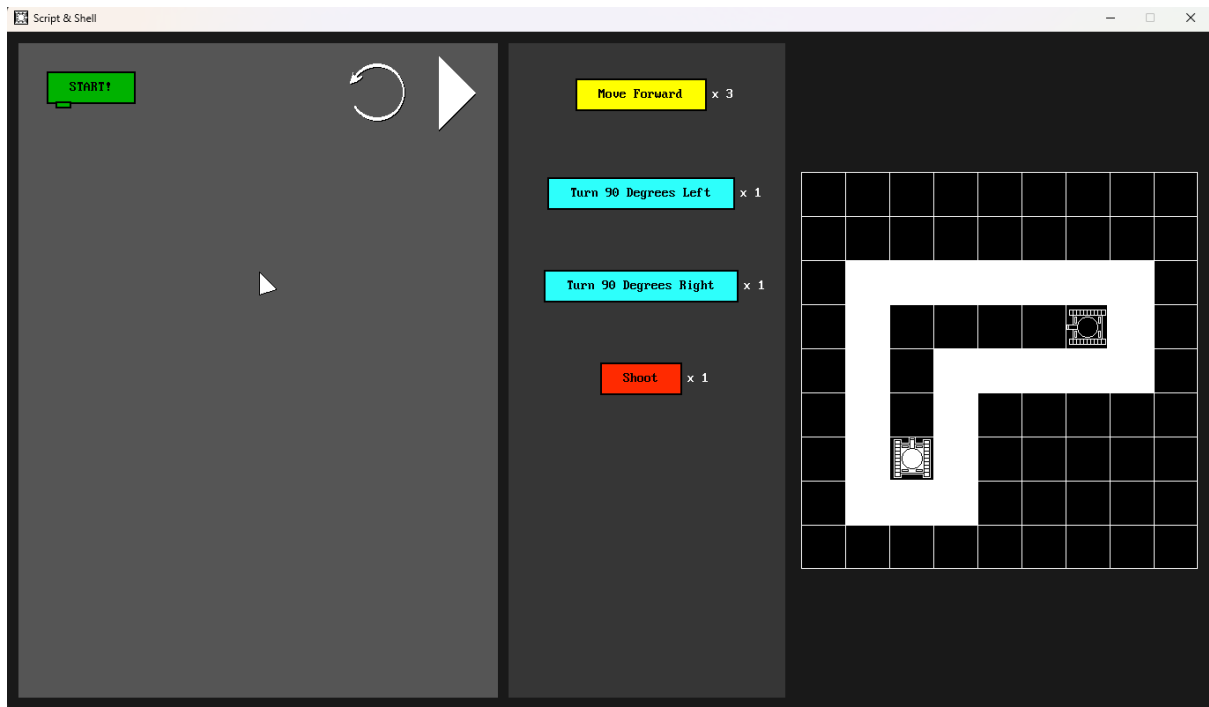 Script & Shell
START!
Move Forward x 3
Turn 90 Degrees Left x 1
Turn 90 Degrees Right x 1
Shoot x 1